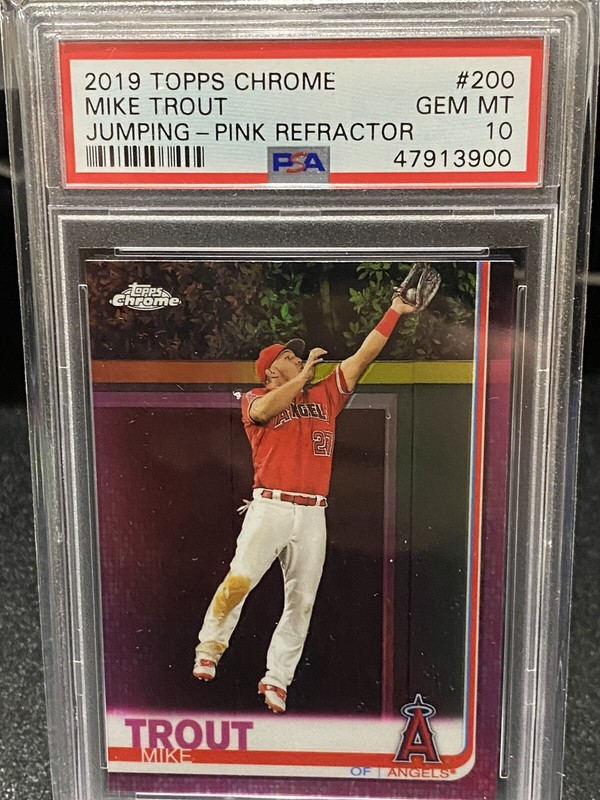 2019 TOPPS CHROME #200
MIKE TROUT GEM MT
JUMPING - PINK REFRACTOR 10
PSA 47913900
Topps
Chrome
ANGEL
27
TROUT
MIKE
A
OF | ANGELS